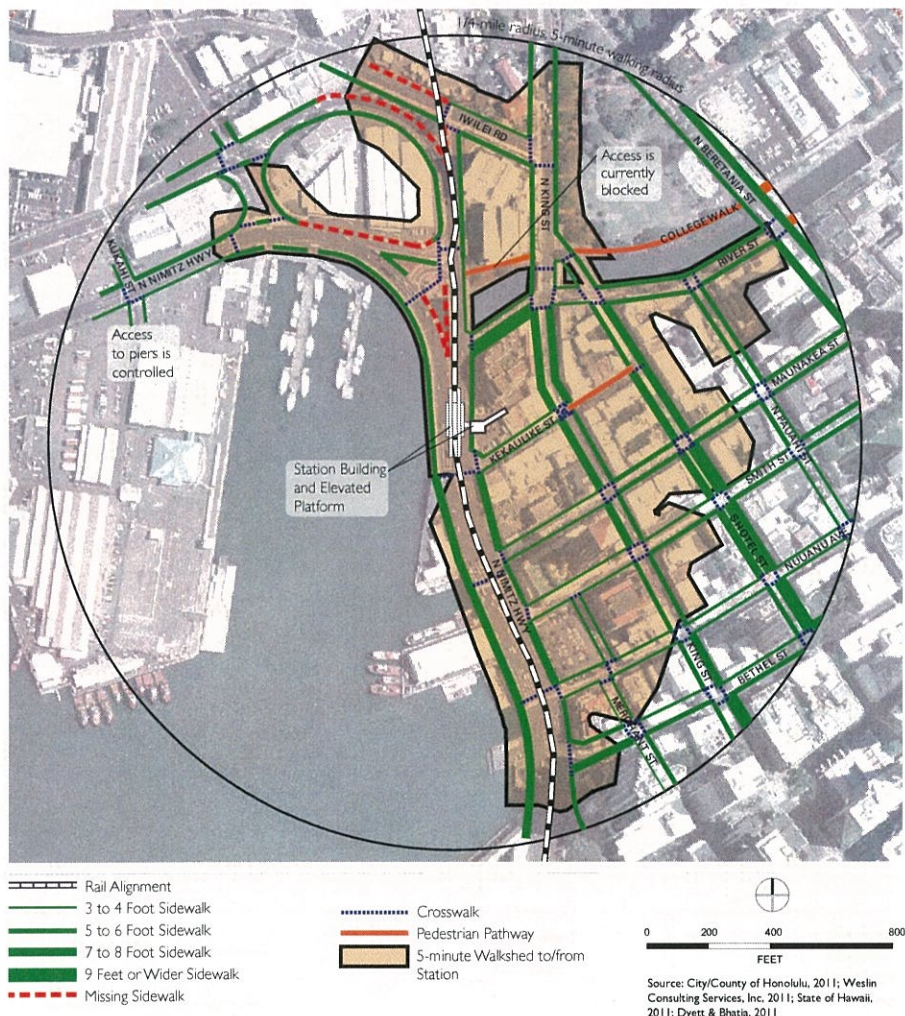 1/4-mile radius, 5-minute walking radius
IWILEI RD
N KING ST
Access is
currently
blocked
N BERETANIA ST
COLLEGE WALK
RIVER ST
KUKAHI ST
N NIMITZ HWY
Access
to piers is
controlled
MAUNAKEA ST
N PAUAHI ST
KEKAULIKE ST
SMITH ST
Station Building
and Elevated
Platform
S HOTEL ST
NUUANU AVE
N NIMITZ HWY
KING ST
BETHEL ST
MERCHANT ST
Rail Alignment
3 to 4 Foot Sidewalk
5 to 6 Foot Sidewalk
7 to 8 Foot Sidewalk
9 Feet or Wider Sidewalk
Missing Sidewalk
Crosswalk
Pedestrian Pathway
5-minute Walkshed to/from
Station
0 200 400 800
FEET
Source: City/County of Honolulu, 2011; Weslin
Consulting Services, Inc, 2011; State of Hawaii,
2011; Dyett & Bhatia, 2011